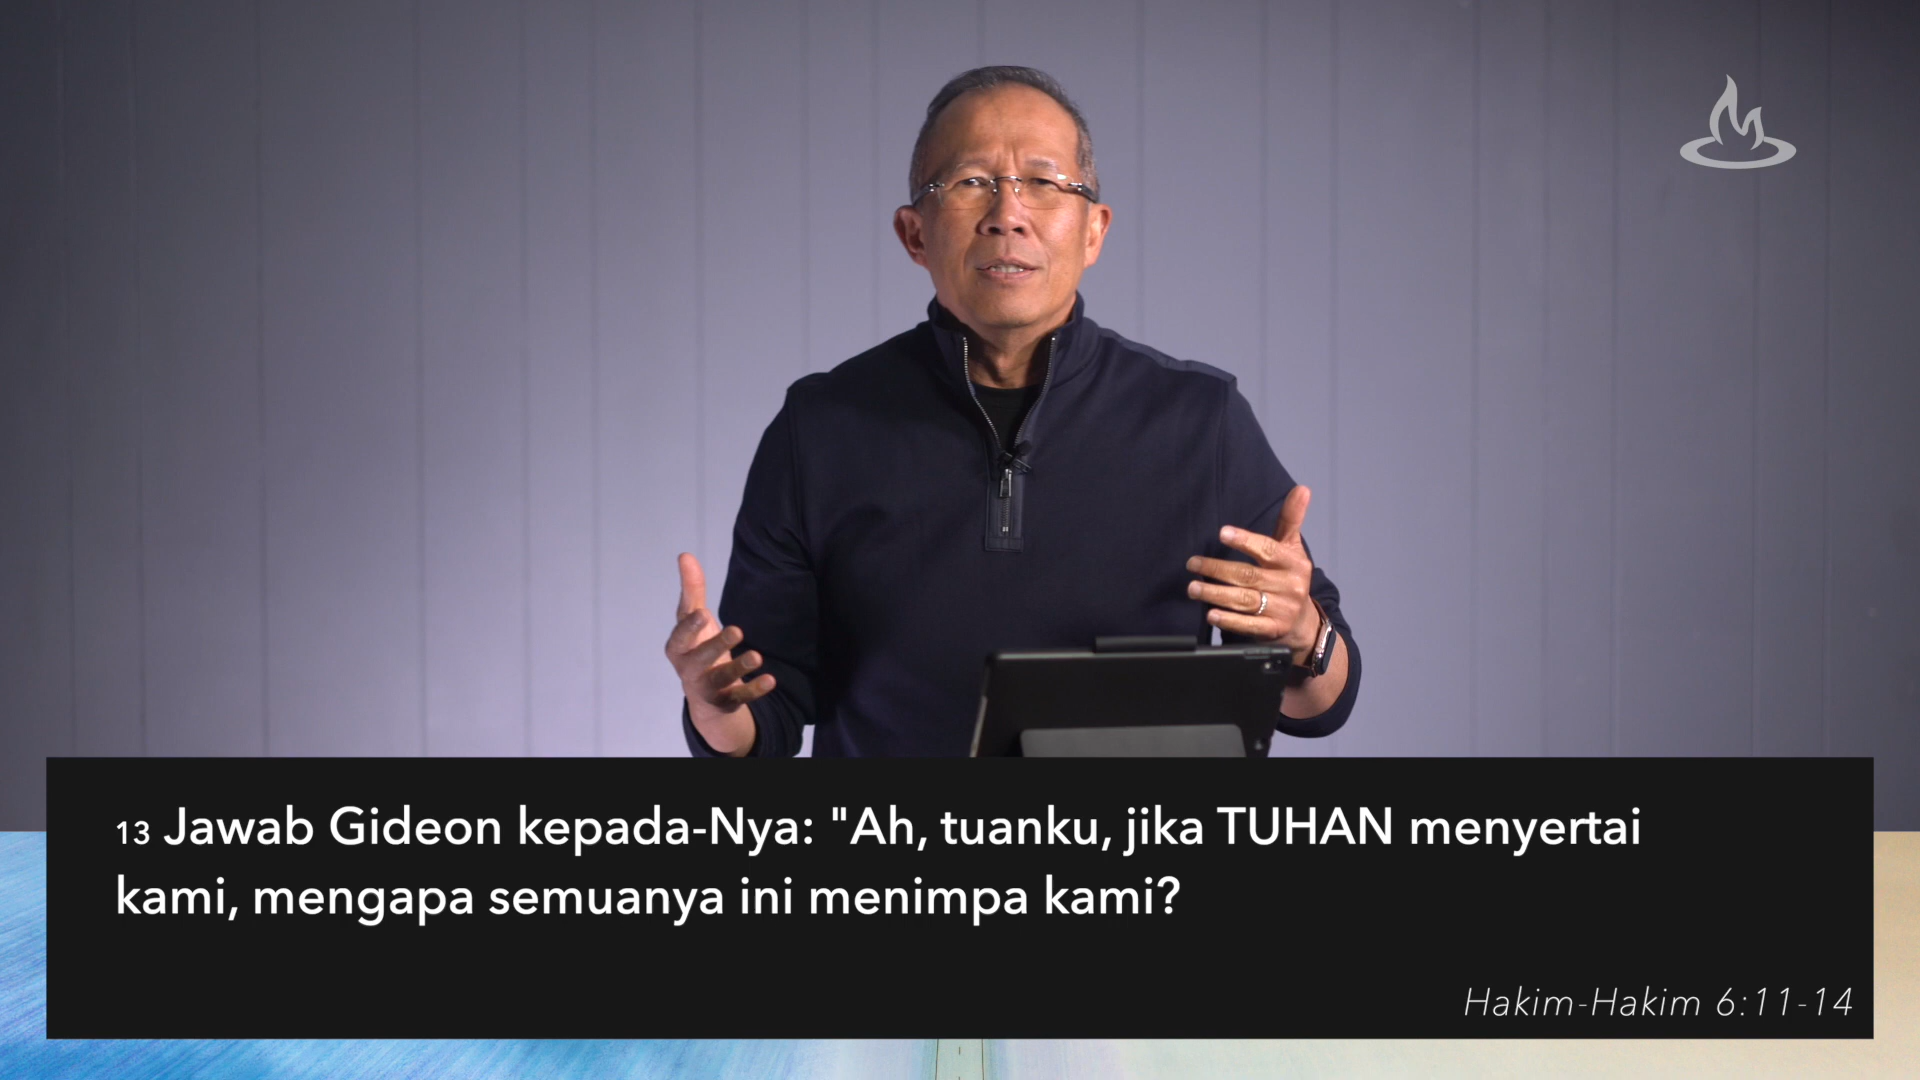 13 Jawab Gideon kepada-Nya: "Ah, tuanku, jika TUHAN menyertai
kami, mengapa semuanya ini menimpa kami?
Hakim-Hakim 6:11-14